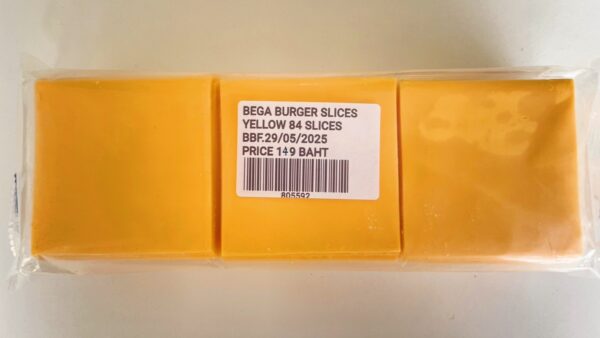 BEGA BURGER SLICES
YELLOW 84 SLICES
BBF.29/05/2025
PRICE 149 BAHT
805592